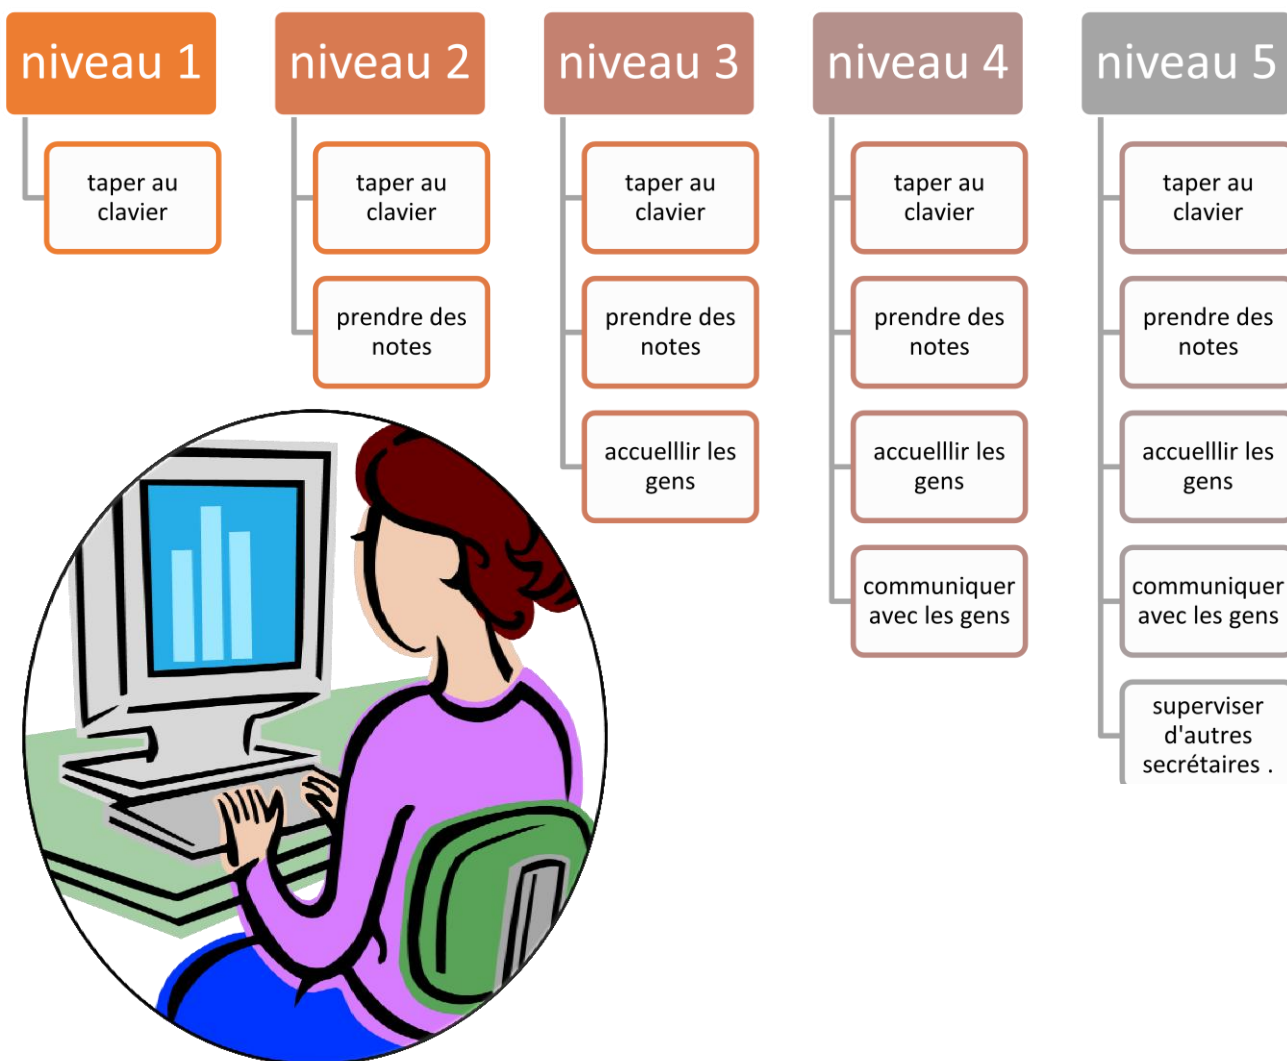 niveau 1
taper au
clavier
niveau 2
taper au
clavier
prendre des
notes
niveau 3
taper au
clavier
prendre des
notes
accuelllir les
gens
niveau 4
taper au
clavier
prendre des
notes
accuelllir les
gens
communiquer
avec les gens
niveau 5
taper au
clavier
prendre des
notes
accuelllir les
gens
communiquer
avec les gens
superviser
d'autres
secrétaires .